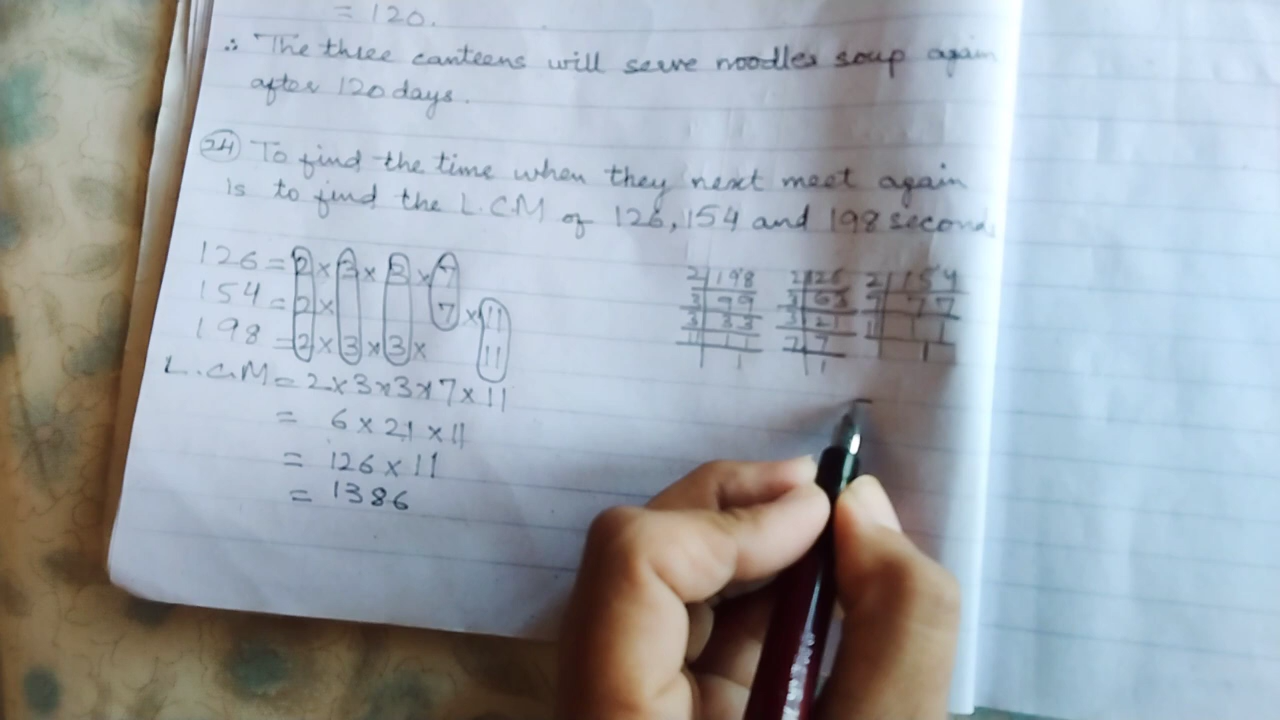 = 120.
∴ The three canteens will serve noodles soup again
after 120 days.
24 To find the time when they next meet again
is to find the L.C.M of 126, 154 and 198 seconds
126 = 2 × 3 × 3 × 7
154 = 2 × 7 × 11
198 = 2 × 3 × 3 × 11
L.C.M = 2 × 3 × 3 × 7 × 11
= 6 × 21 × 11
= 126 × 11
= 1386
2 | 198
3 | 99
3 | 33
11 | 11
1
2 | 126
3 | 63
3 | 21
7 | 7
1
2 | 154
7 | 77
11 | 11
1